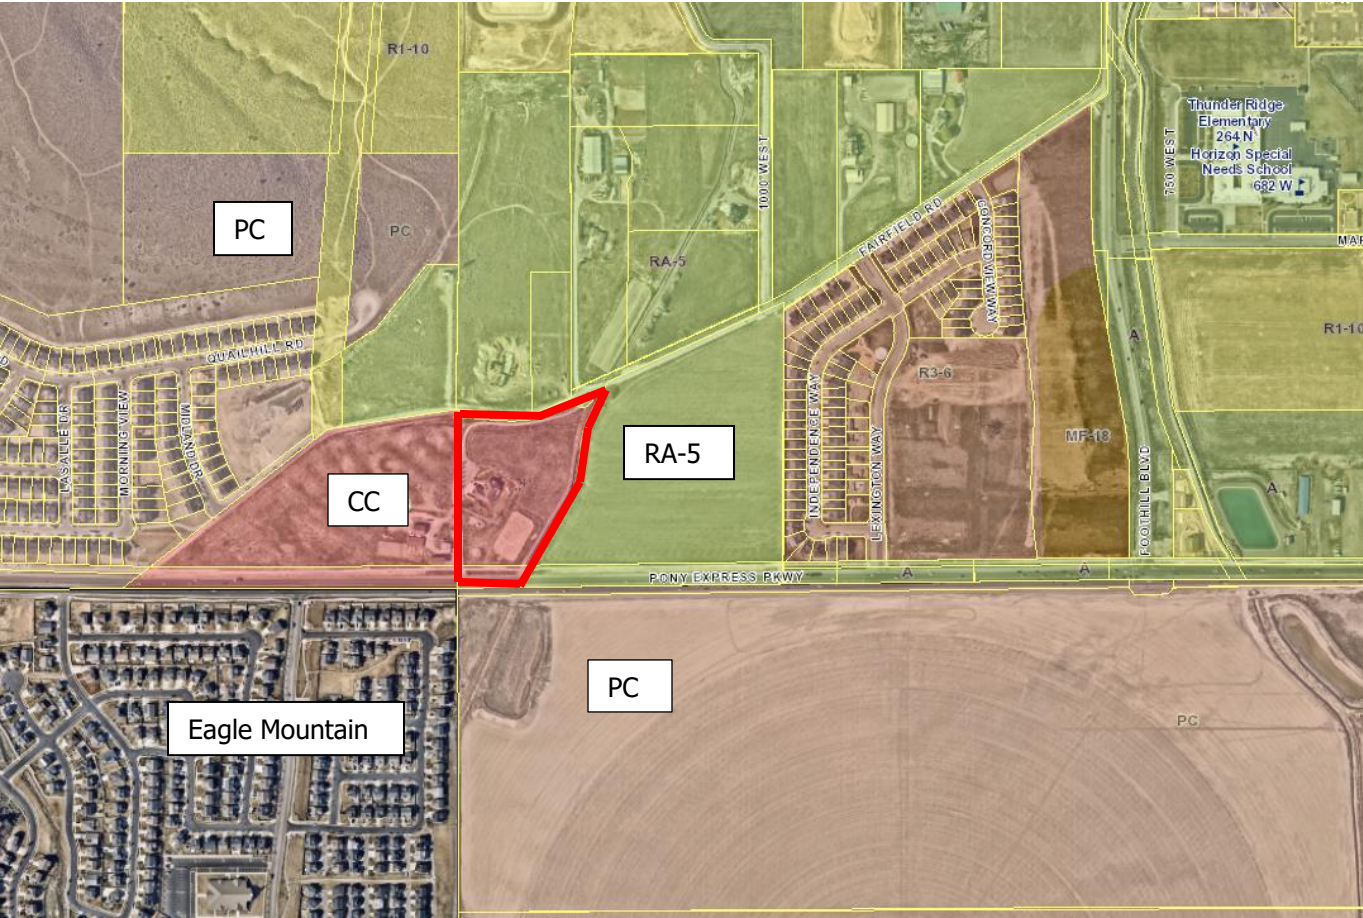 R1-10
Thunder Ridge
Elementary
264 N
Horizon Special
Needs School
682 W
750 WEST
1000 WEST
PC
PC
FAIRFIELD RD
CONCORD VIEW WAY
MAR
RA-5
R1-10
A
QUAILHILL RD
R3-6
LASALLE DR
MORNING VIEW
MIDLAND DR
INDEPENDENCE WAY
LEXINGTON WAY
MF-18
RA-5
CC
FOOTHILL BLVD
A
PONY EXPRESS PKWY
A
A
PC
PC
Eagle Mountain